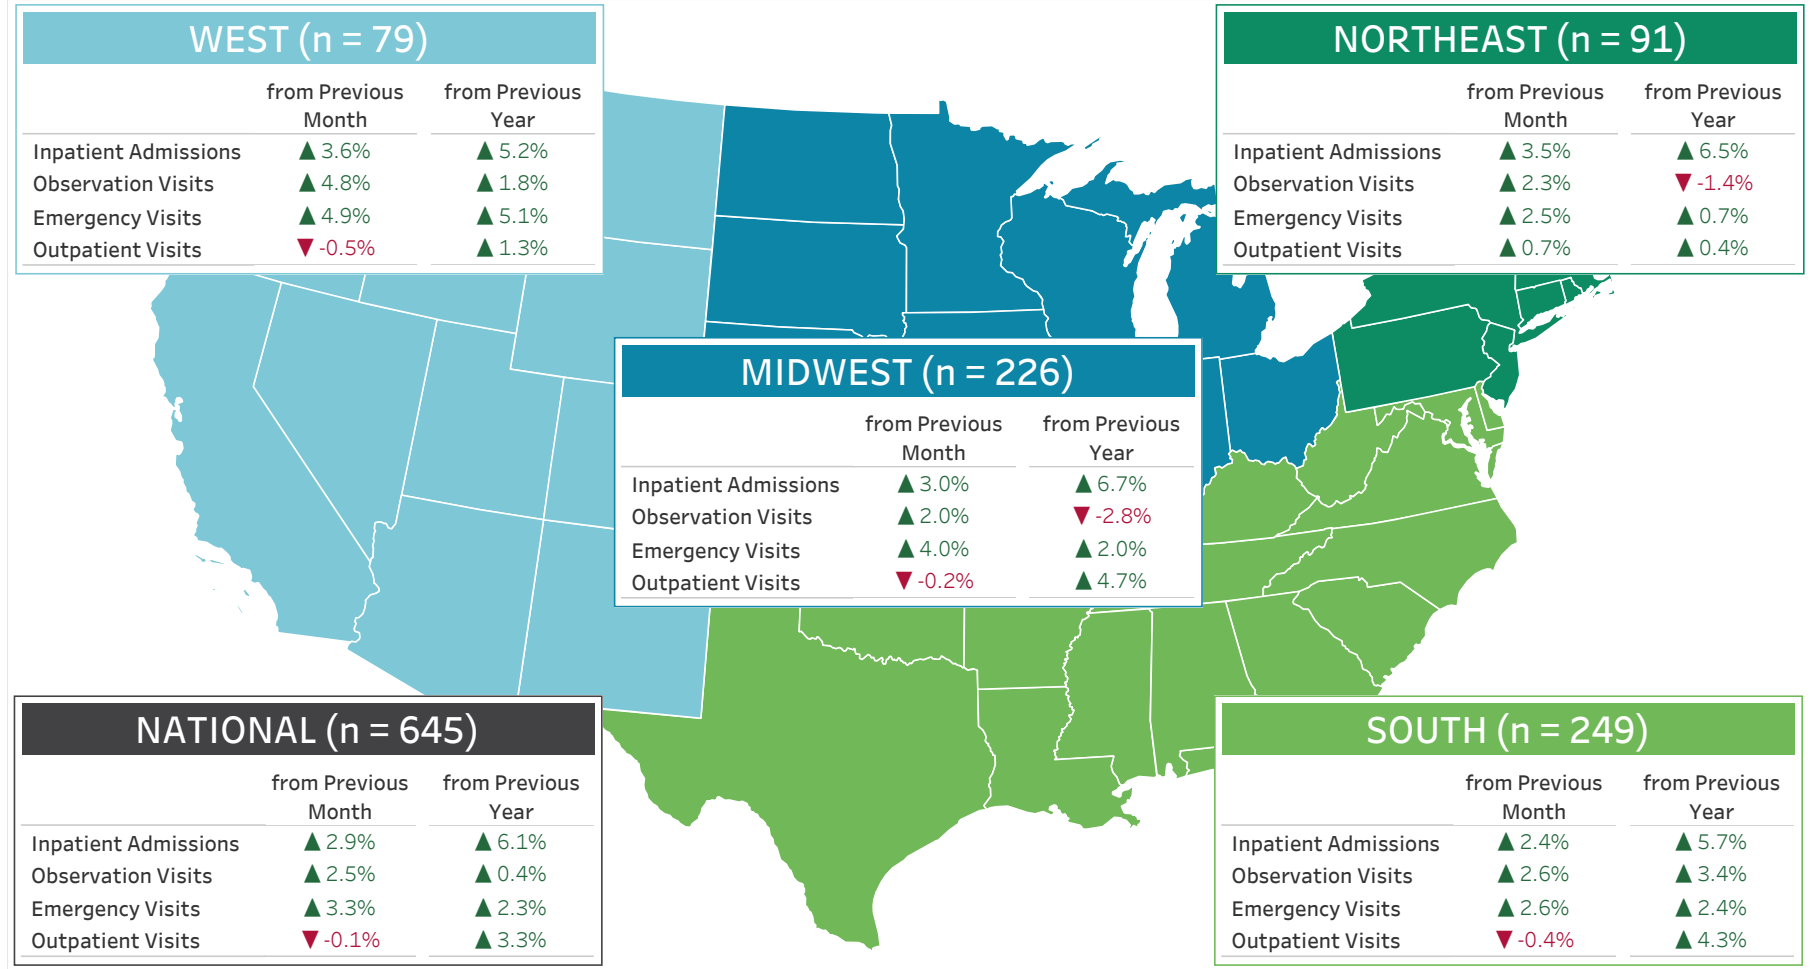 WEST (n = 79)
from Previous Month from Previous Year
Inpatient Admissions ▲ 3.6% ▲ 5.2%
Observation Visits ▲ 4.8% ▲ 1.8%
Emergency Visits ▲ 4.9% ▲ 5.1%
Outpatient Visits ▼ -0.5% ▲ 1.3%
NORTHEAST (n = 91)
from Previous Month from Previous Year
Inpatient Admissions ▲ 3.5% ▲ 6.5%
Observation Visits ▲ 2.3% ▼ -1.4%
Emergency Visits ▲ 2.5% ▲ 0.7%
Outpatient Visits ▲ 0.7% ▲ 0.4%
MIDWEST (n = 226)
from Previous Month from Previous Year
Inpatient Admissions ▲ 3.0% ▲ 6.7%
Observation Visits ▲ 2.0% ▼ -2.8%
Emergency Visits ▲ 4.0% ▲ 2.0%
Outpatient Visits ▼ -0.2% ▲ 4.7%
NATIONAL (n = 645)
from Previous Month from Previous Year
Inpatient Admissions ▲ 2.9% ▲ 6.1%
Observation Visits ▲ 2.5% ▲ 0.4%
Emergency Visits ▲ 3.3% ▲ 2.3%
Outpatient Visits ▼ -0.1% ▲ 3.3%
SOUTH (n = 249)
from Previous Month from Previous Year
Inpatient Admissions ▲ 2.4% ▲ 5.7%
Observation Visits ▲ 2.6% ▲ 3.4%
Emergency Visits ▲ 2.6% ▲ 2.4%
Outpatient Visits ▼ -0.4% ▲ 4.3%